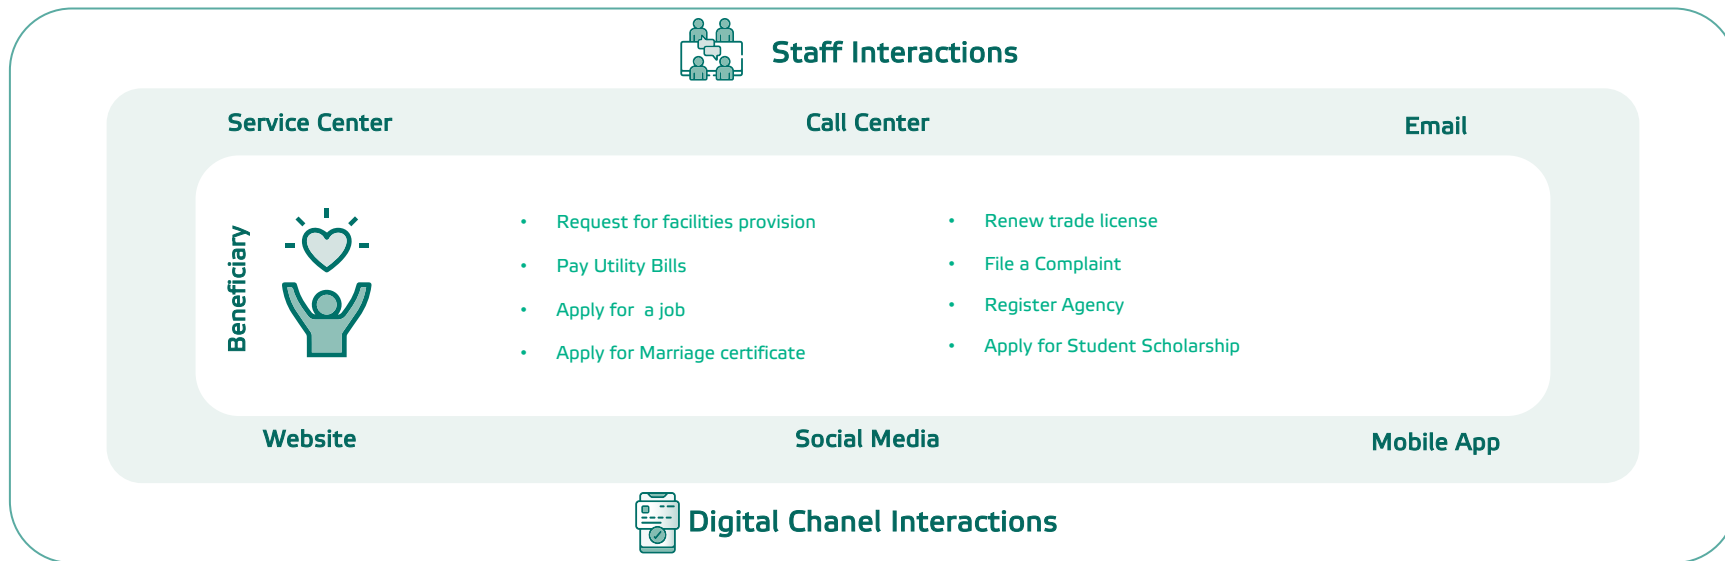 Staff Interactions
Service Center
Call Center
Email
Beneficiary
• Request for facilities provision
• Pay Utility Bills
• Apply for  a job
• Apply for Marriage certificate
• Renew trade license
• File a Complaint
• Register Agency
• Apply for Student Scholarship
Website
Social Media
Mobile App
Digital Chanel Interactions